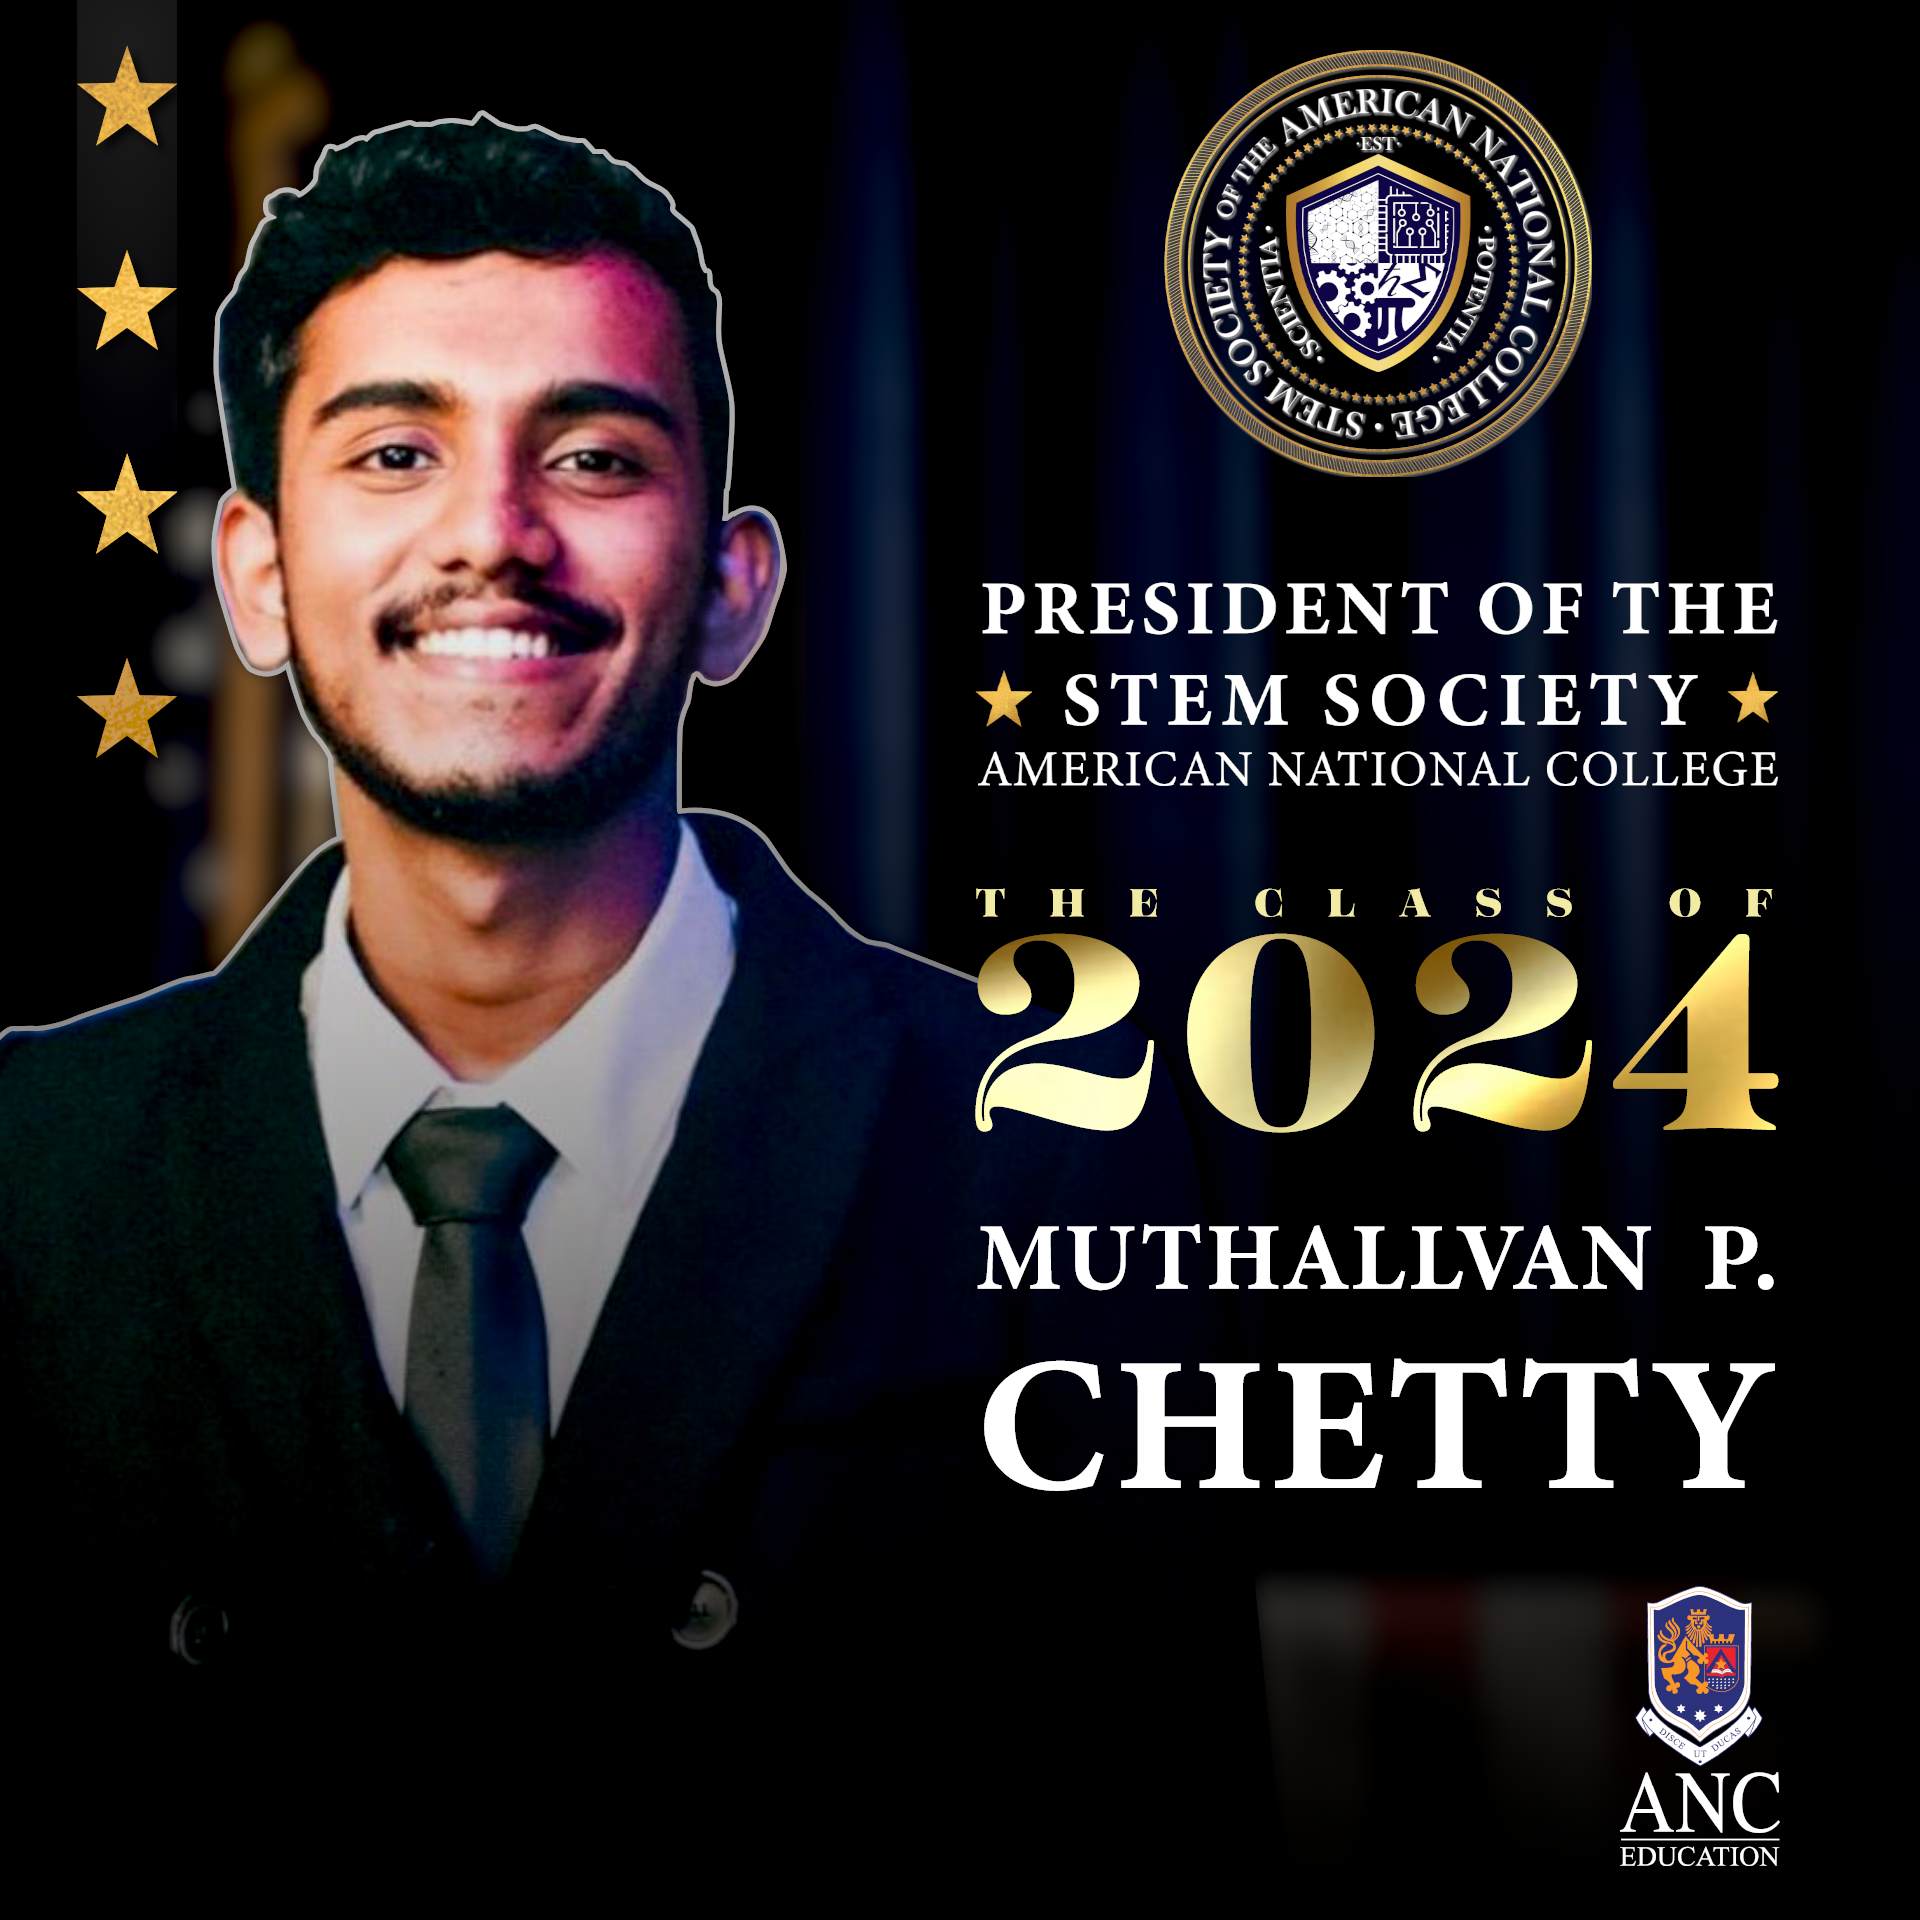 STEM SOCIETY OF THE AMERICAN NATIONAL COLLEGE
·EST·
·SCIENTIA·
·POTENTIA·
PRESIDENT OF THE
STEM SOCIETY
AMERICAN NATIONAL COLLEGE
THE CLASS OF
2024
MUTHALLVAN P.
CHETTY
DISCE UT DUCAS
ANC
EDUCATION